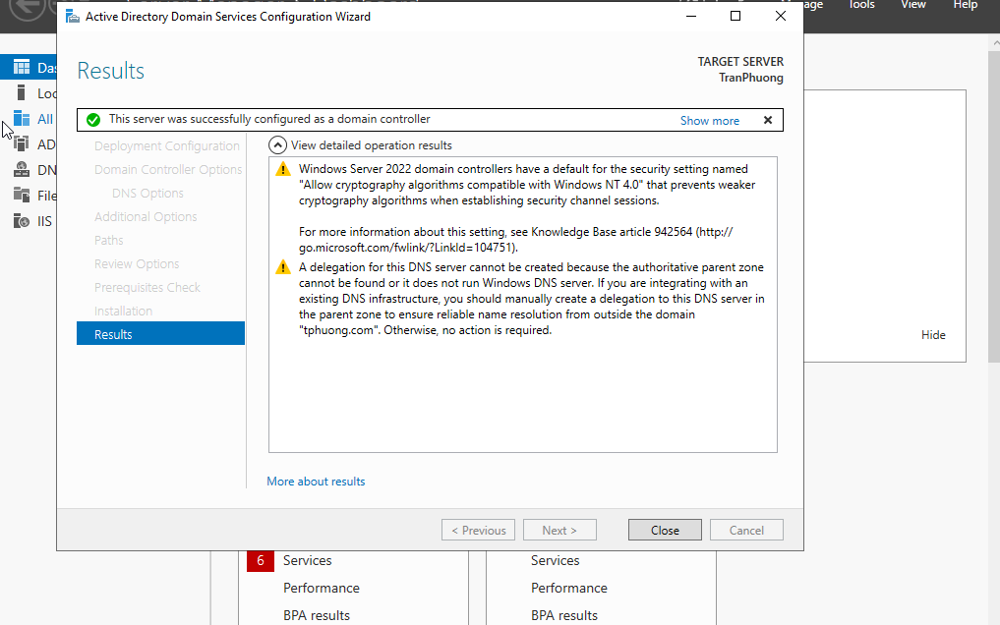 Active Directory Domain Services Configuration Wizard
Tools
View
Help
Results
TARGET SERVER
TranPhuong
This server was successfully configured as a domain controller
Show more
All
AD
DN
File
IIS
Deployment Configuration
Domain Controller Options
DNS Options
Additional Options
Paths
Review Options
Prerequisites Check
Installation
Results
View detailed operation results
Windows Server 2022 domain controllers have a default for the security setting named
"Allow cryptography algorithms compatible with Windows NT 4.0" that prevents weaker
cryptography algorithms when establishing security channel sessions.
For more information about this setting, see Knowledge Base article 942564 (http://
go.microsoft.com/fwlink/?LinkId=104751).
A delegation for this DNS server cannot be created because the authoritative parent zone
cannot be found or it does not run Windows DNS server. If you are integrating with an
existing DNS infrastructure, you should manually create a delegation to this DNS server in
the parent zone to ensure reliable name resolution from outside the domain
"tphuong.com". Otherwise, no action is required.
Hide
More about results
< Previous
Next >
Close
Cancel
6 Services
Performance
BPA results
Services
Performance
BPA results